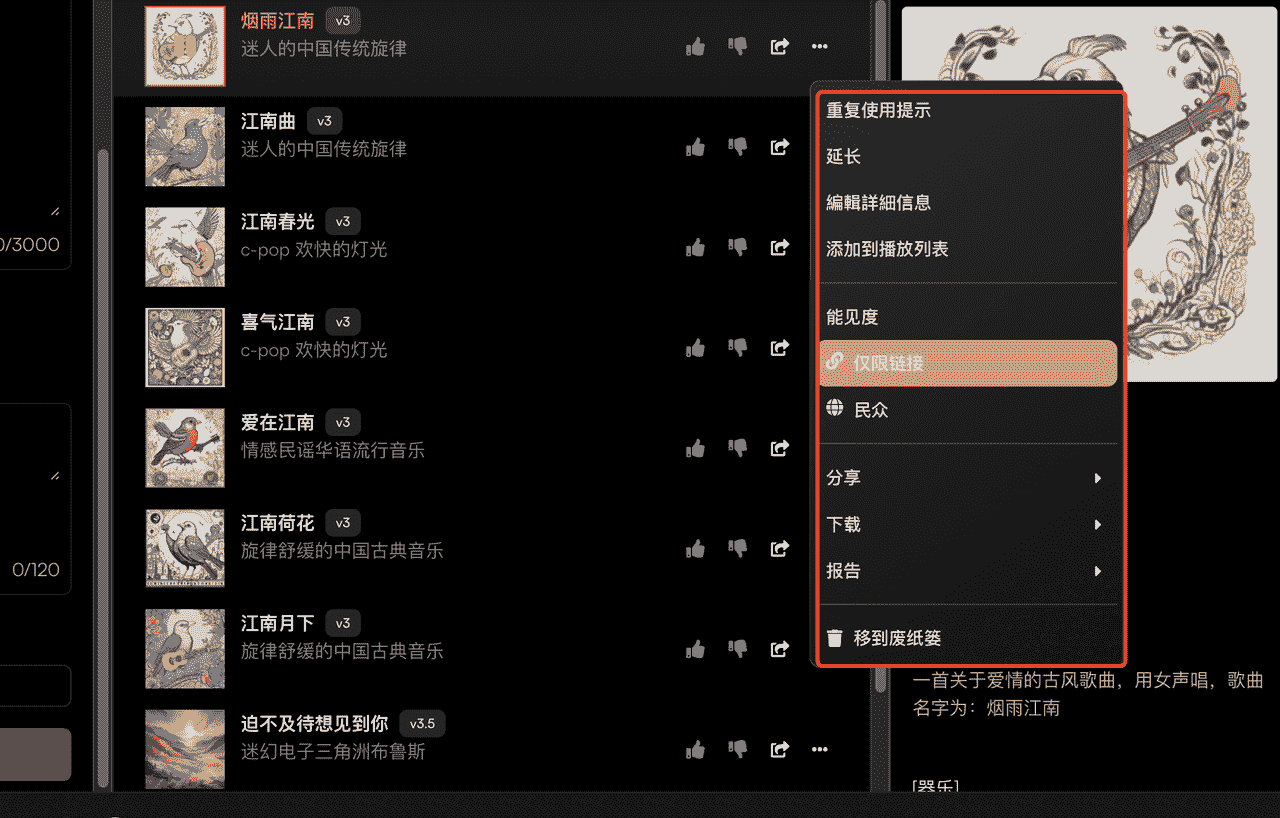 烟雨江南 v3
迷人的中国传统旋律
江南曲 v3
迷人的中国传统旋律
江南春光 v3
c-pop 欢快的灯光
喜气江南 v3
c-pop 欢快的灯光
爱在江南 v3
情感民谣华语流行音乐
江南荷花 v3
旋律舒缓的中国古典音乐
江南月下 v3
旋律舒缓的中国古典音乐
迫不及待想见到你 v3.5
迷幻电子三角洲布鲁斯
0/3000
0/120
重复使用提示
延长
编辑詳細信息
添加到播放列表
能见度
仅限链接
民众
分享
下载
报告
移到废纸篓
一首关于爱情的古风歌曲，用女声唱，歌曲
名字为：烟雨江南
[器乐]